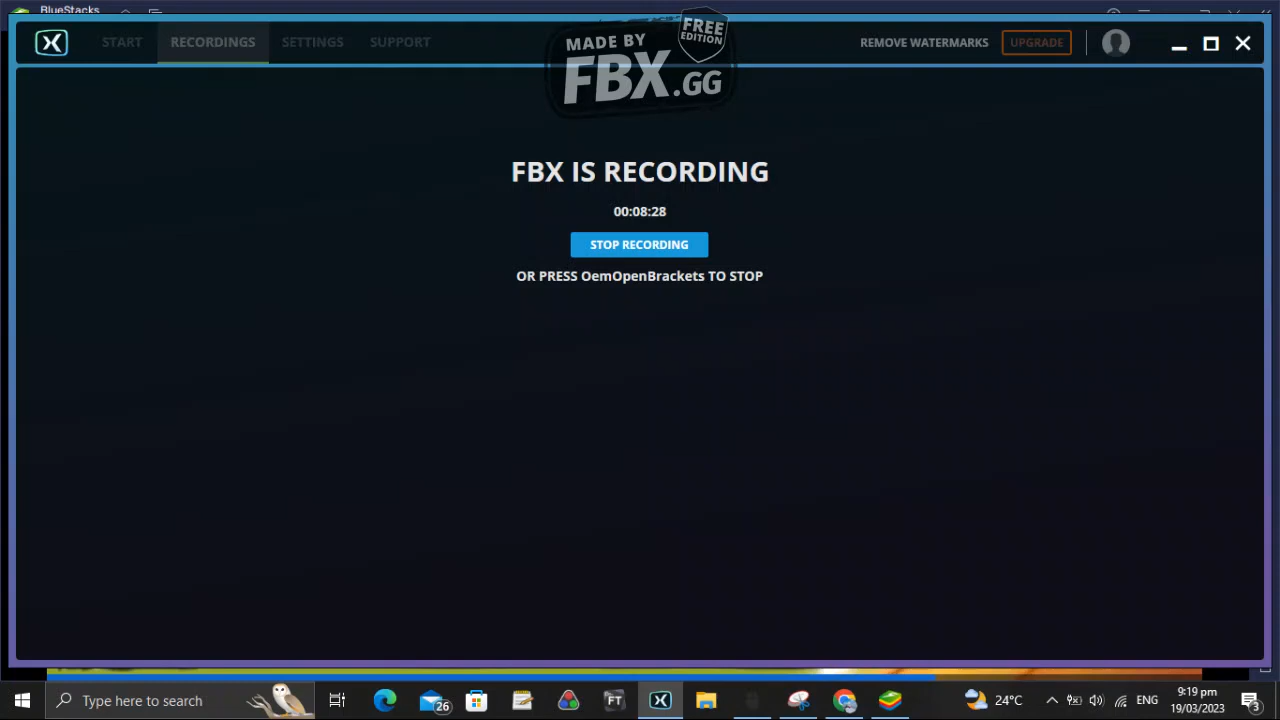 BlueStacks
START RECORDINGS SETTINGS SUPPORT
MADE BY
FBX.GG
FREE
EDITION
REMOVE WATERMARKS UPGRADE
FBX IS RECORDING
00:08:28
STOP RECORDING
OR PRESS OemOpenBrackets TO STOP
Type here to search
26
FT
24°C
ENG
9:19 pm
19/03/2023
3